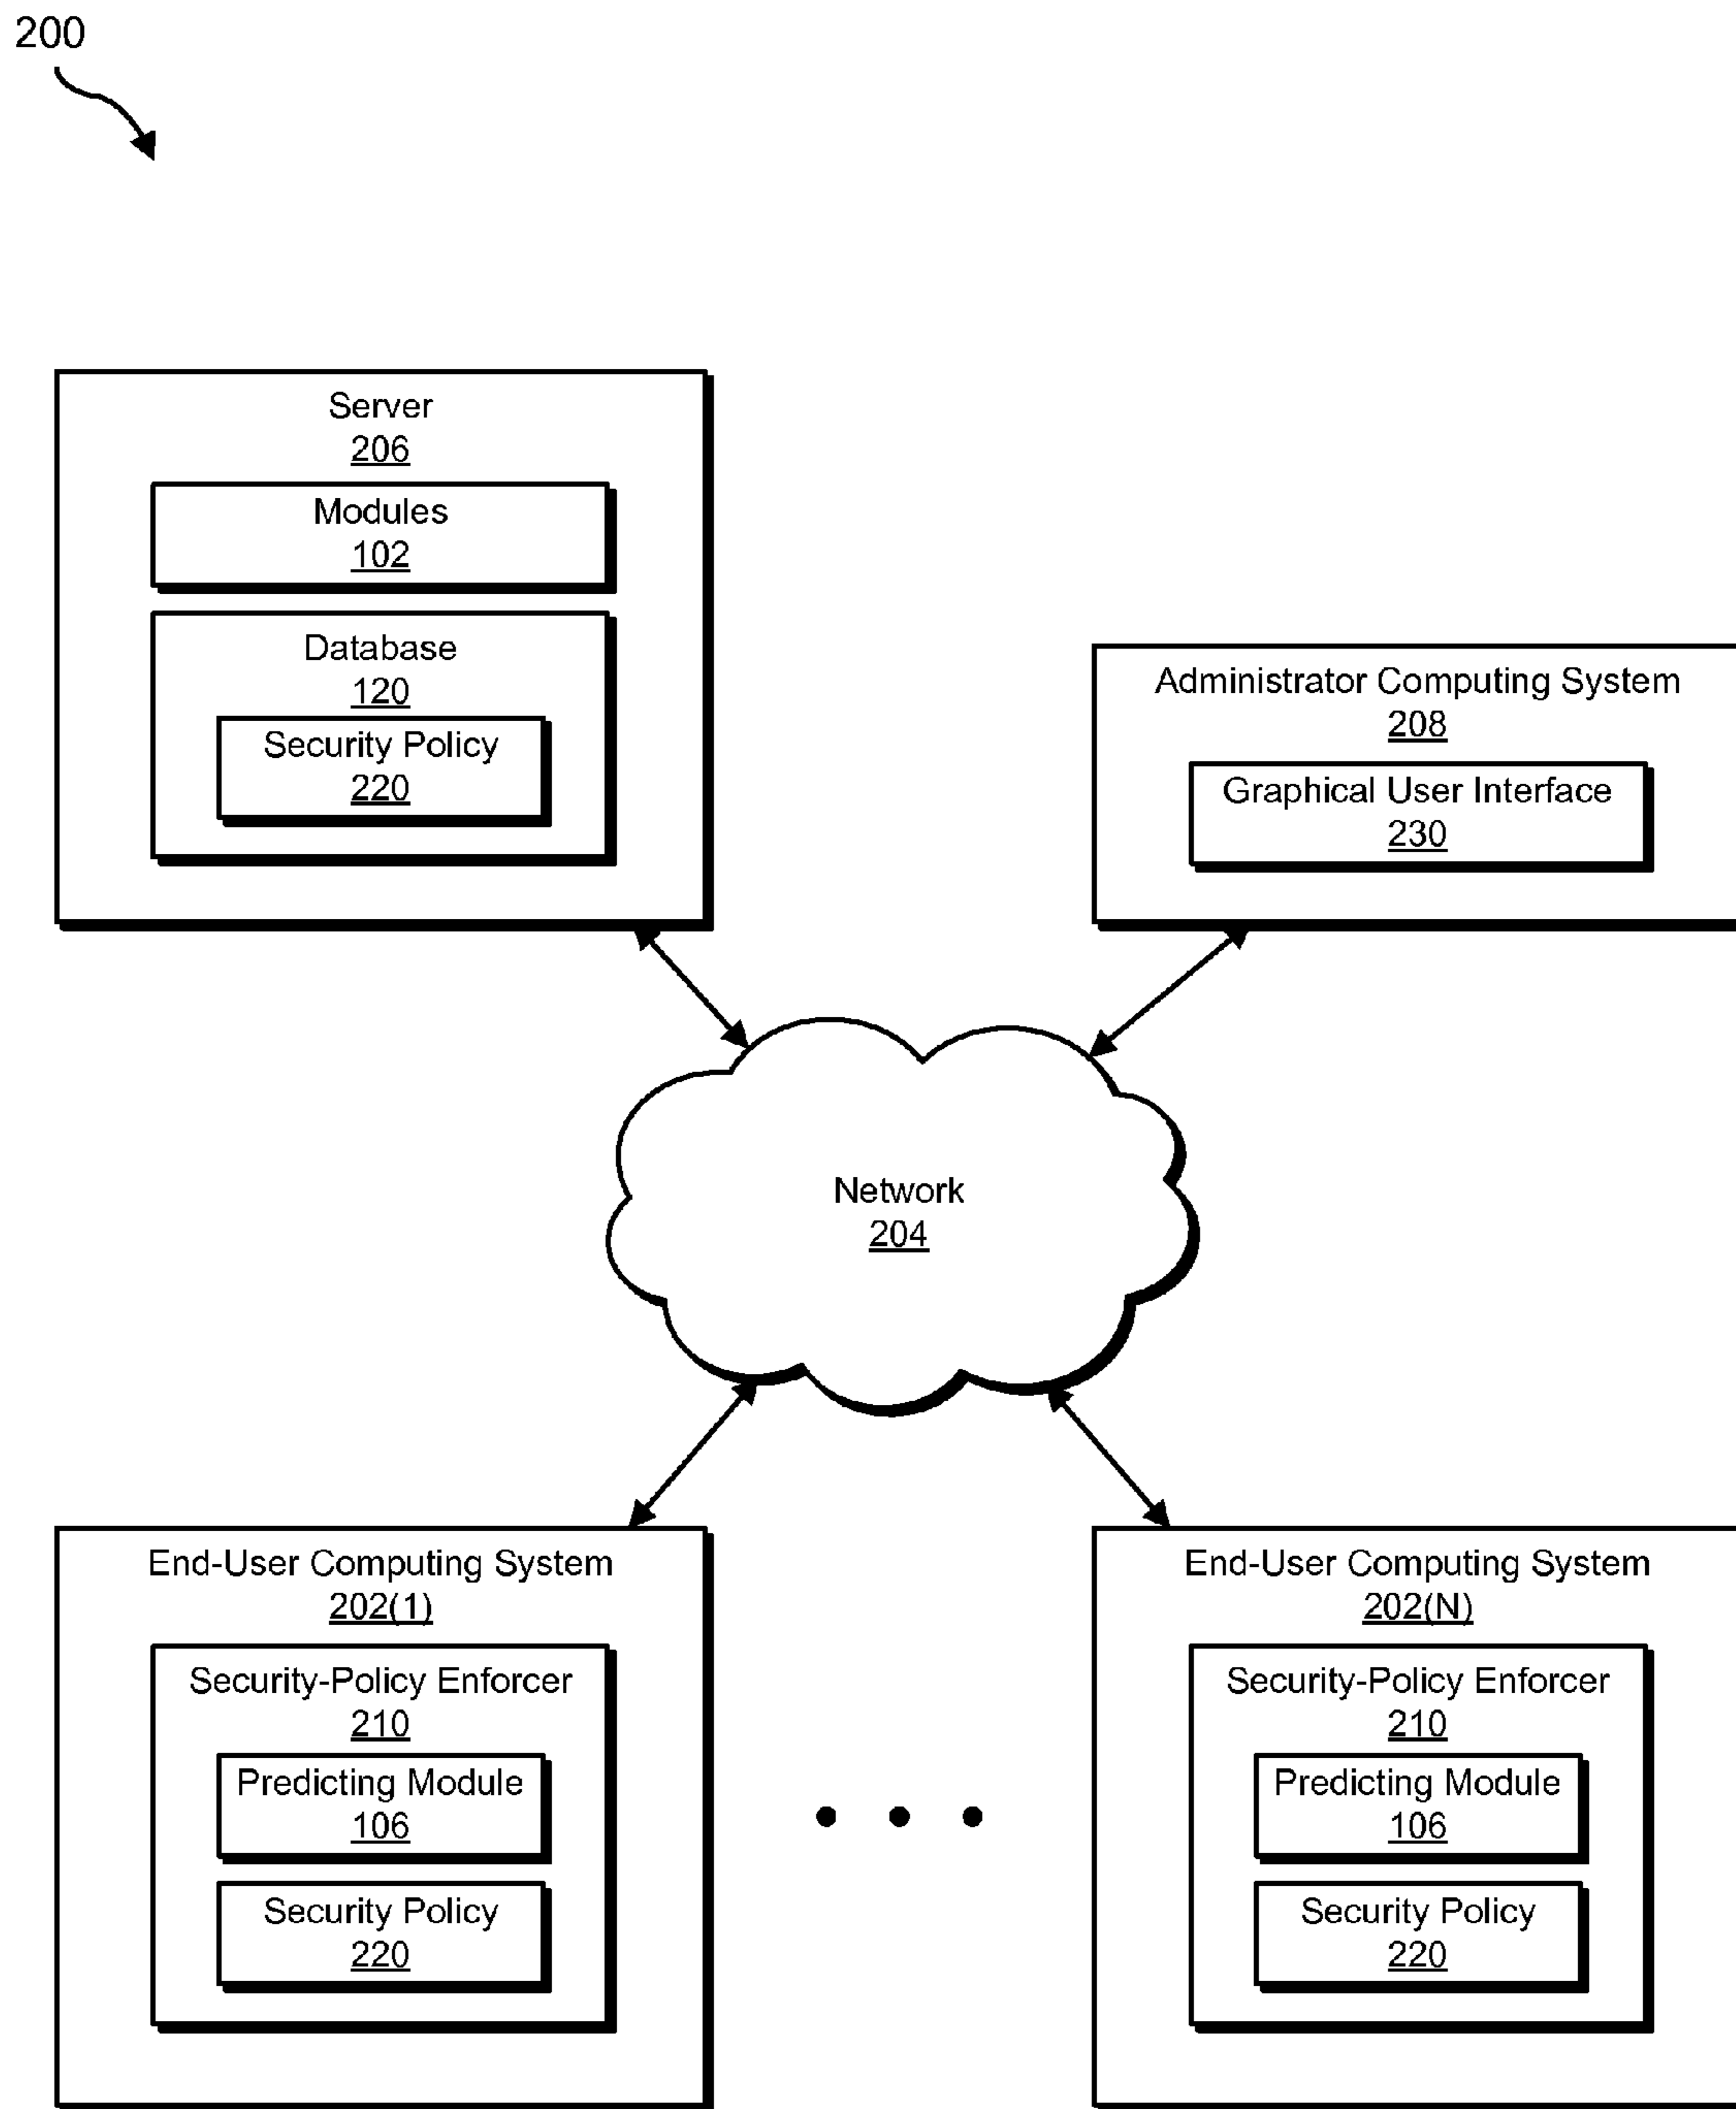 200
Server
206
Modules
102
Database
120
Security Policy
220
Administrator Computing System
208
Graphical User Interface
230
Network
204
End-User Computing System
202(1)
Security-Policy Enforcer
210
Predicting Module
106
Security Policy
220
End-User Computing System
202(N)
Security-Policy Enforcer
210
Predicting Module
106
Security Policy
220